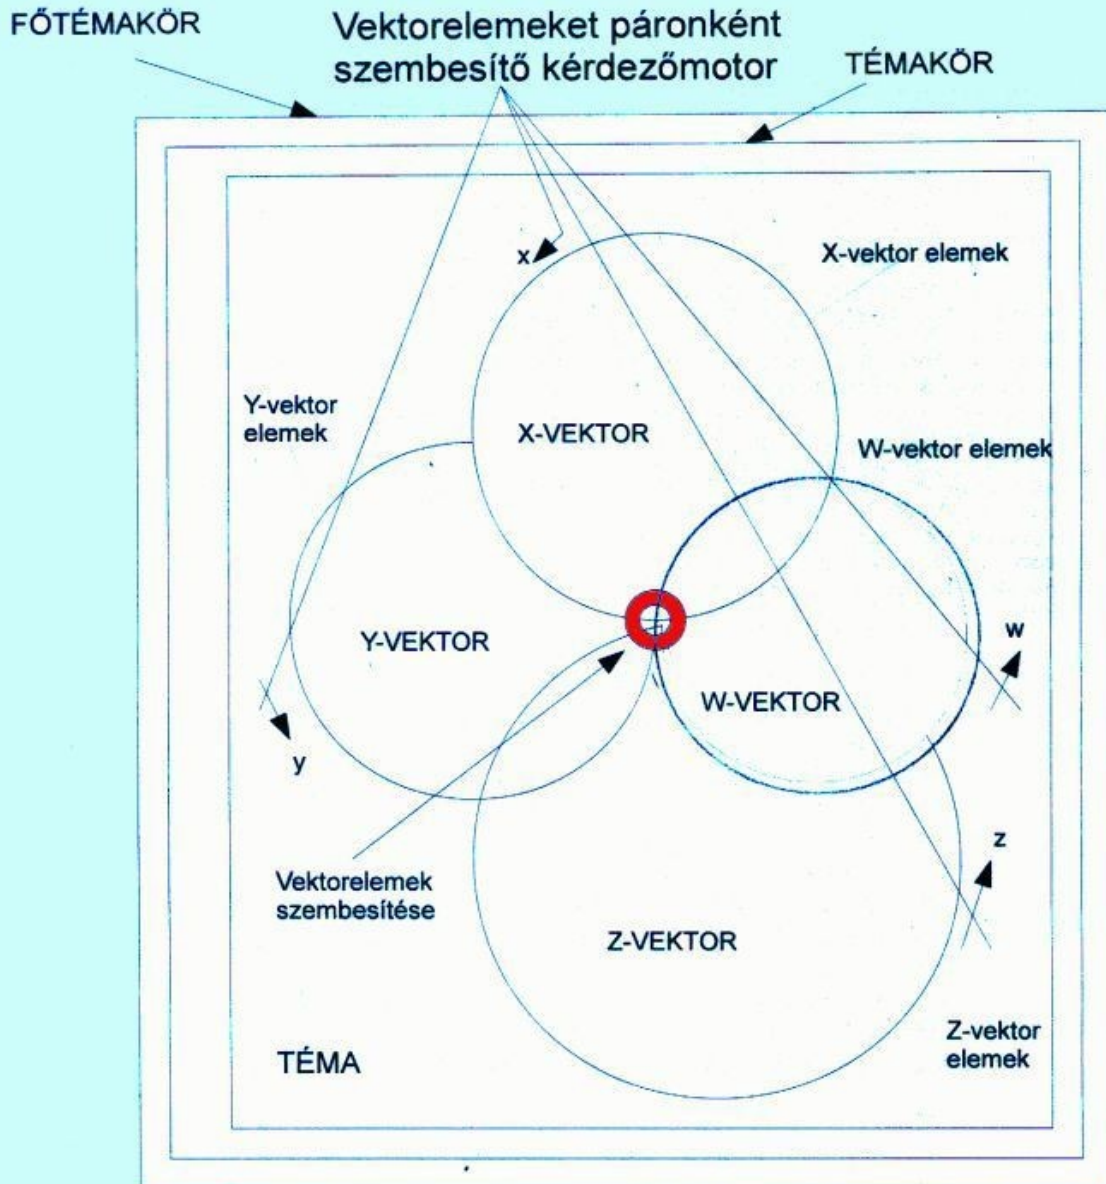 FŐTÉMAKÖR
Vektorelemeket páronként
szembesítő kérdezőmotor
TÉMAKÖR
x
X-vektor elemek
Y-vektor
elemek
X-VEKTOR
W-vektor elemek
Y-VEKTOR
w
W-VEKTOR
y
z
Vektorelemek
szembesítése
Z-VEKTOR
Z-vektor
elemek
TÉMA